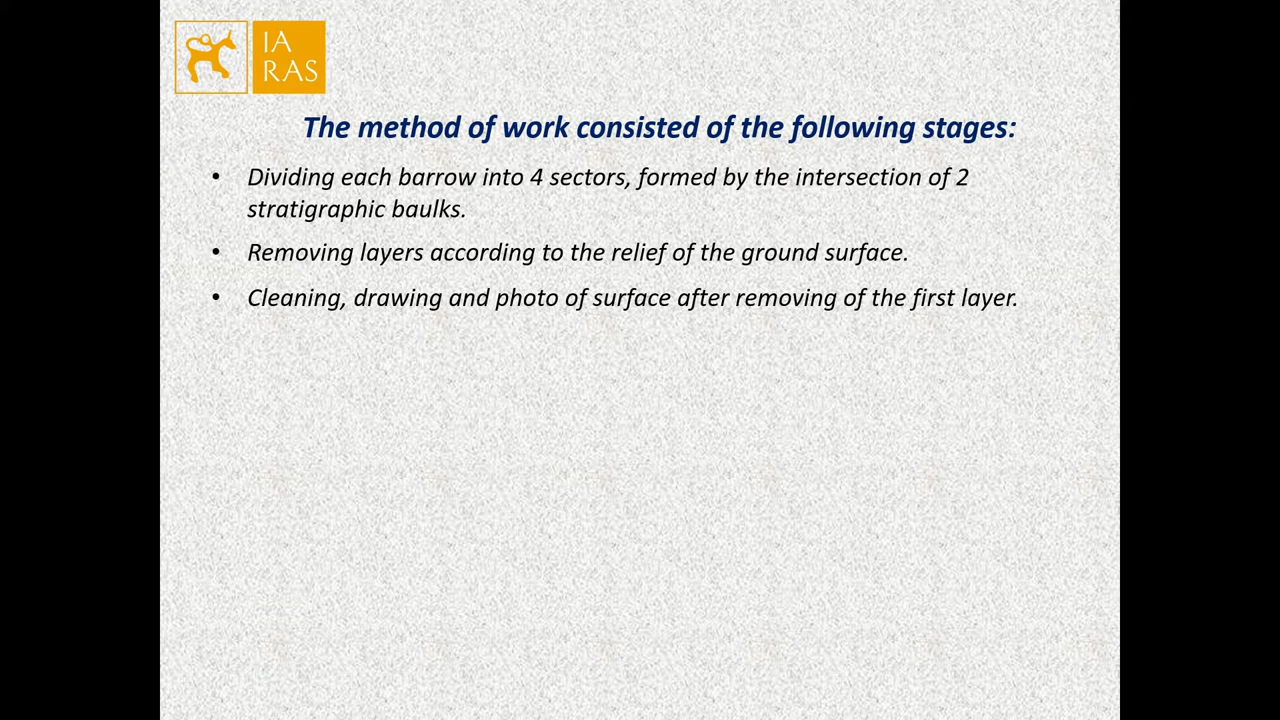 IA
RAS
The method of work consisted of the following stages:
• Dividing each barrow into 4 sectors, formed by the intersection of 2
stratigraphic baulks.
• Removing layers according to the relief of the ground surface.
• Cleaning, drawing and photo of surface after removing of the first layer.